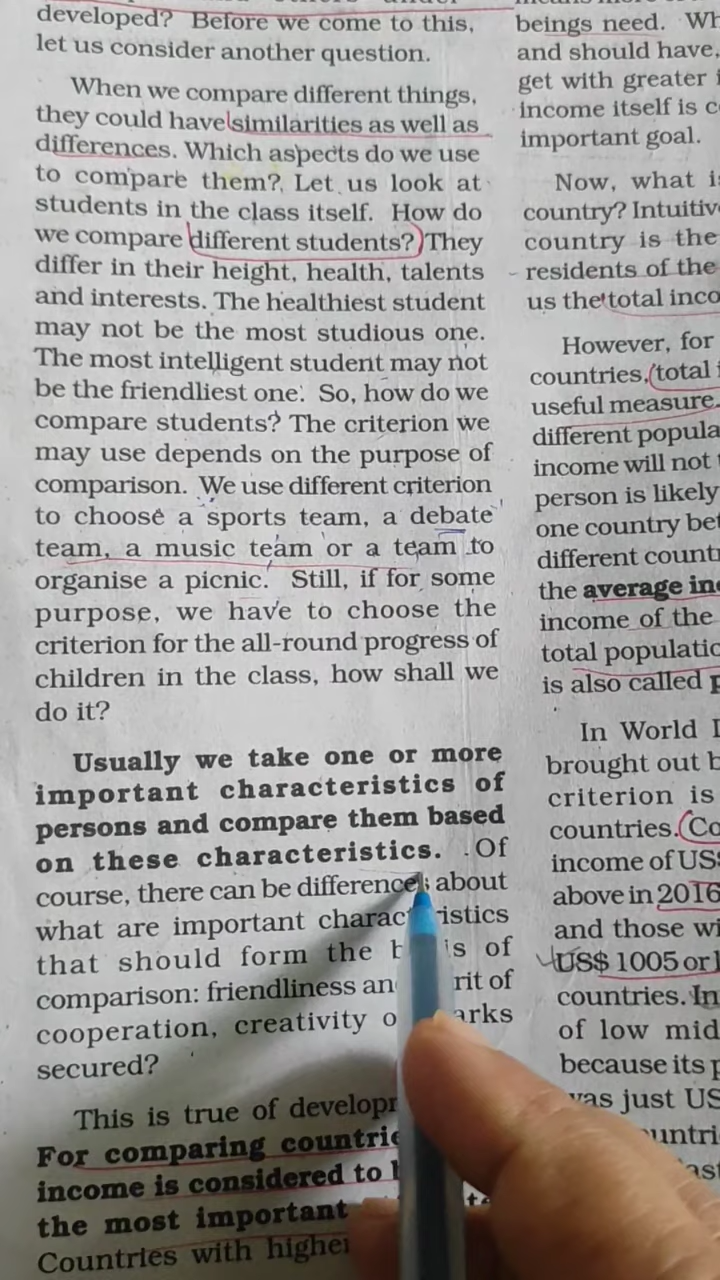 developed? Before we come to this,
let us consider another question.
When we compare different things,
they could have similarities as well as
differences. Which aspects do we use
to compare them? Let us look at
students in the class itself. How do
we compare different students? They
differ in their height, health, talents
and interests. The healthiest student
may not be the most studious one.
The most intelligent student may not
be the friendliest one. So, how do we
compare students? The criterion we
may use depends on the purpose of
comparison. We use different criterion
to choose a sports team, a debate
team, a music team or a team to
organise a picnic. Still, if for some
purpose, we have to choose the
criterion for the all-round progress of
children in the class, how shall we
do it?
Usually we take one or more
important characteristics of
persons and compare them based
on these characteristics. Of
course, there can be differences about
what are important characteristics
that should form the of
comparison: friendliness of
cooperation, creativity
secured?
This is true of
For comparing
income is considered to
the most important
Countries with
beings need.
and should have,
get with greater
income itself is
important goal.
Now, what
country?
country is the
residents of the
us the total
However, for
countries, total
useful measure.
different
income will not
person is likely
one country
different
the average
income of the
total
is also called
In World
brought out
criterion is
countries.
income of
above in 2016
and those
US$ 1005 or
countries. In
of low
because its
just